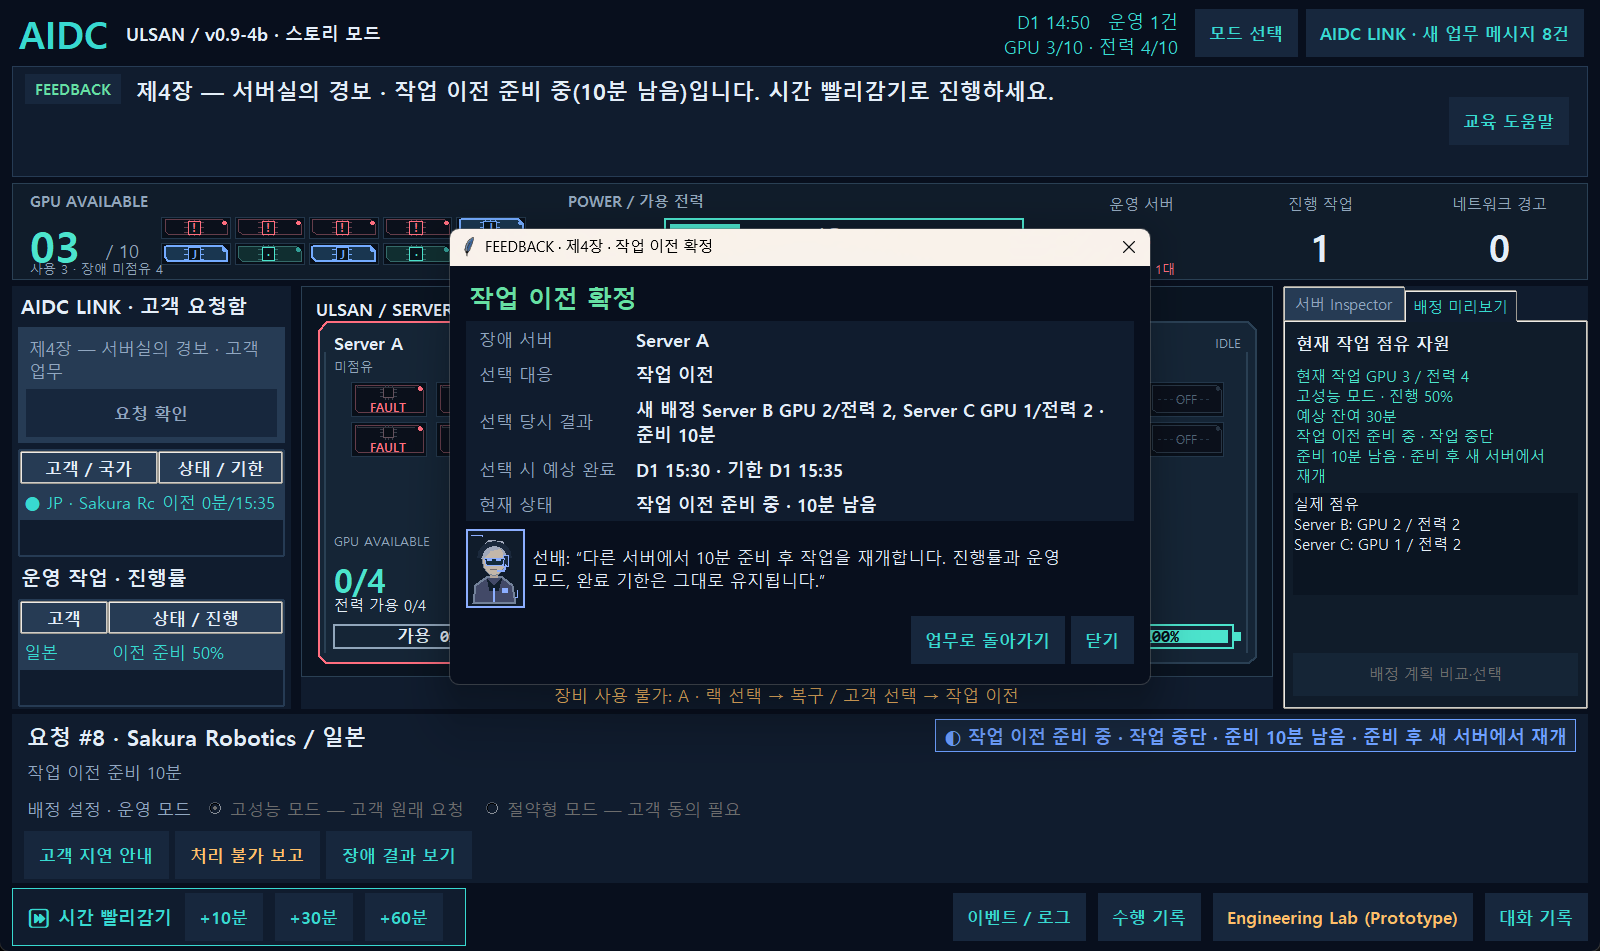 AIDC ULSAN / v0.9-4b · 스토리 모드
D1 14:50 운영 1건
GPU 3/10 · 전력 4/10
모드 선택
AIDC LINK · 새 업무 메시지 8건
FEEDBACK 제4장 — 서버실의 경보 · 작업 이전 준비 중(10분 남음)입니다. 시간 빨리감기로 진행하세요.
교육 도움말
GPU AVAILABLE
03 / 10
사용 3 · 장애 미점유 4
POWER / 가용 전력
운영 서버
1대
진행 작업
1
네트워크 경고
0
AIDC LINK · 고객 요청함
제4장 — 서버실의 경보 · 고객
업무
요청 확인
고객 / 국가 상태 / 기한
JP · Sakura Rc 이전 0분/15:35
운영 작업 · 진행률
고객 상태 / 진행
일본 이전 준비 50%
ULSAN / SERVER
Server A
미점유
FAULT
FAULT
GPU AVAILABLE
0/4
전력 가용 0/4
가용
IDLE
OFF
OFF
100%
장비 사용 불가: A · 랙 선택 → 복구 / 고객 선택 → 작업 이전
FEEDBACK · 제4장 · 작업 이전 확정
작업 이전 확정
장애 서버 Server A
선택 대응 작업 이전
선택 당시 결과 새 배정 Server B GPU 2/전력 2, Server C GPU 1/전력 2 ·
준비 10분
선택 시 예상 완료 D1 15:30 · 기한 D1 15:35
현재 상태 작업 이전 준비 중 · 10분 남음
선배: “다른 서버에서 10분 준비 후 작업을 재개합니다. 진행률과 운영
모드, 완료 기한은 그대로 유지됩니다.”
업무로 돌아가기 닫기
서버 Inspector 배정 미리보기
현재 작업 점유 자원
현재 작업 GPU 3 / 전력 4
고성능 모드 · 진행 50%
예상 잔여 30분
작업 이전 준비 중 · 작업 중단
준비 10분 남음 · 준비 후 새 서버에서
재개
실제 점유
Server B: GPU 2 / 전력 2
Server C: GPU 1 / 전력 2
배정 계획 비교·선택
요청 #8 · Sakura Robotics / 일본
◐ 작업 이전 준비 중 · 작업 중단 · 준비 10분 남음 · 준비 후 새 서버에서 재개
작업 이전 준비 10분
배정 설정 · 운영 모드 고성능 모드 — 고객 원래 요청 절약형 모드 — 고객 동의 필요
고객 지연 안내 처리 불가 보고 장애 결과 보기
시간 빨리감기 +10분 +30분 +60분
이벤트 / 로그 수행 기록 Engineering Lab (Prototype) 대화 기록